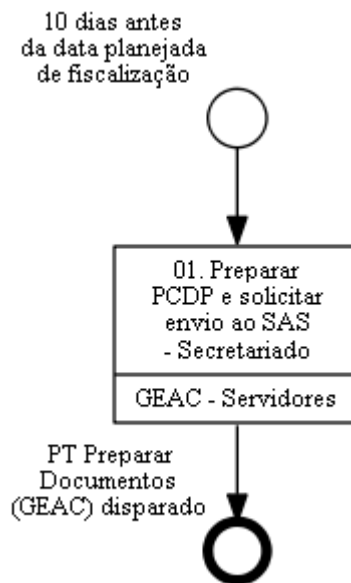 10 dias antes
da data planejada
de fiscalização
01. Preparar
PCDP e solicitar
envio ao SAS
- Secretariado
GEAC - Servidores
PT Preparar
Documentos
(GEAC) disparado